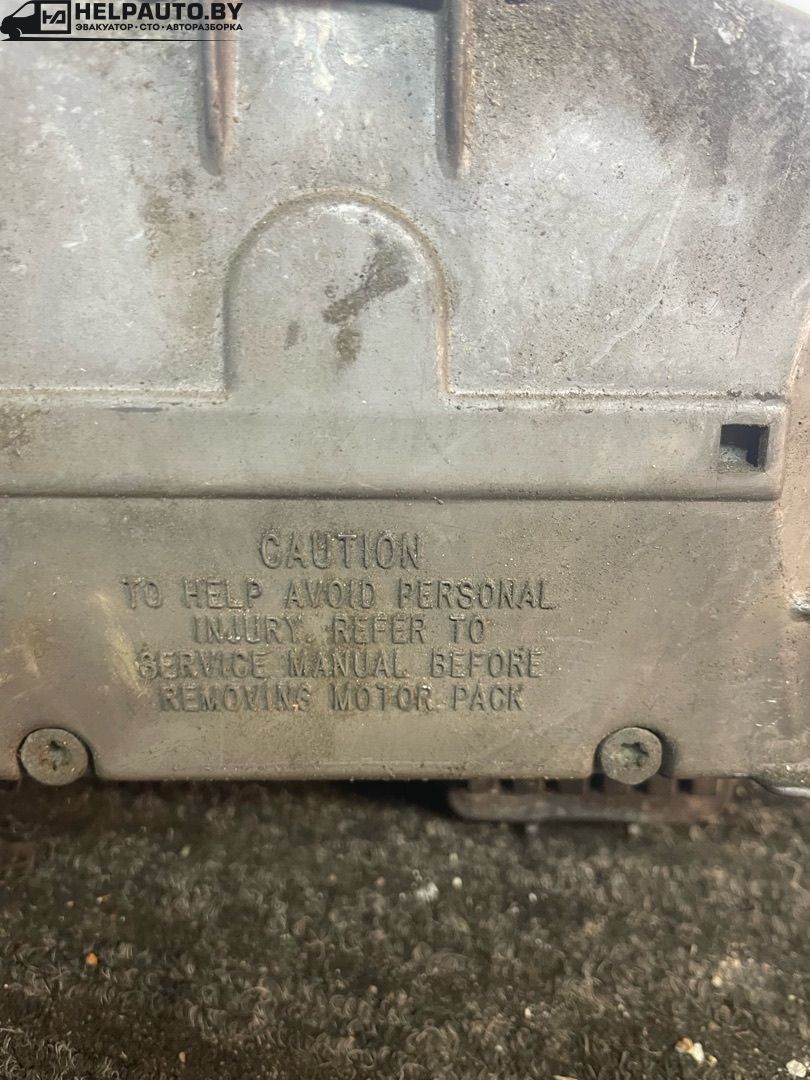 HELPAUTO.BY
ЭВАКУАТОР • СТО • АВТОРАЗБОРКА
CAUTION
TO HELP AVOID PERSONAL
INJURY. REFER TO
SERVICE MANUAL BEFORE
REMOVING MOTOR PACK